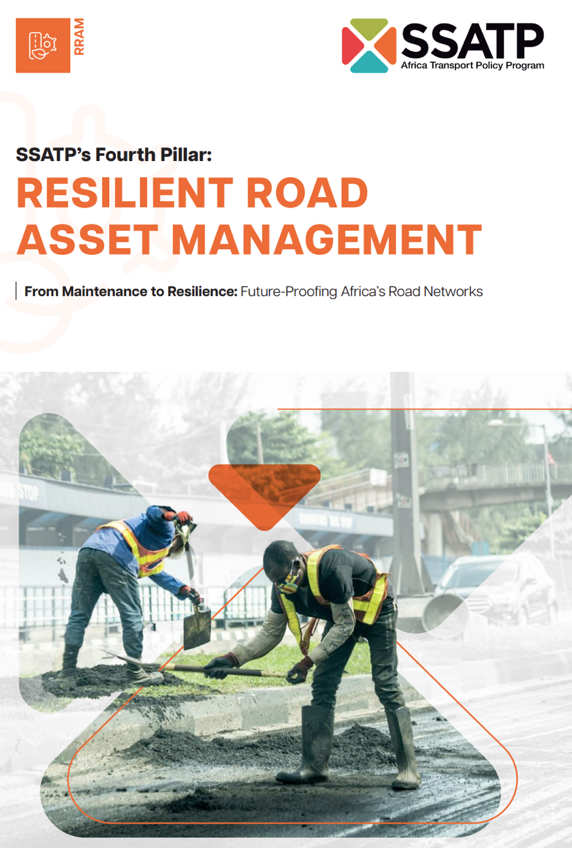 RRAM
SSATP
Africa Transport Policy Program
SSATP's Fourth Pillar:
RESILIENT ROAD
ASSET MANAGEMENT
From Maintenance to Resilience: Future-Proofing Africa's Road Networks
STOP